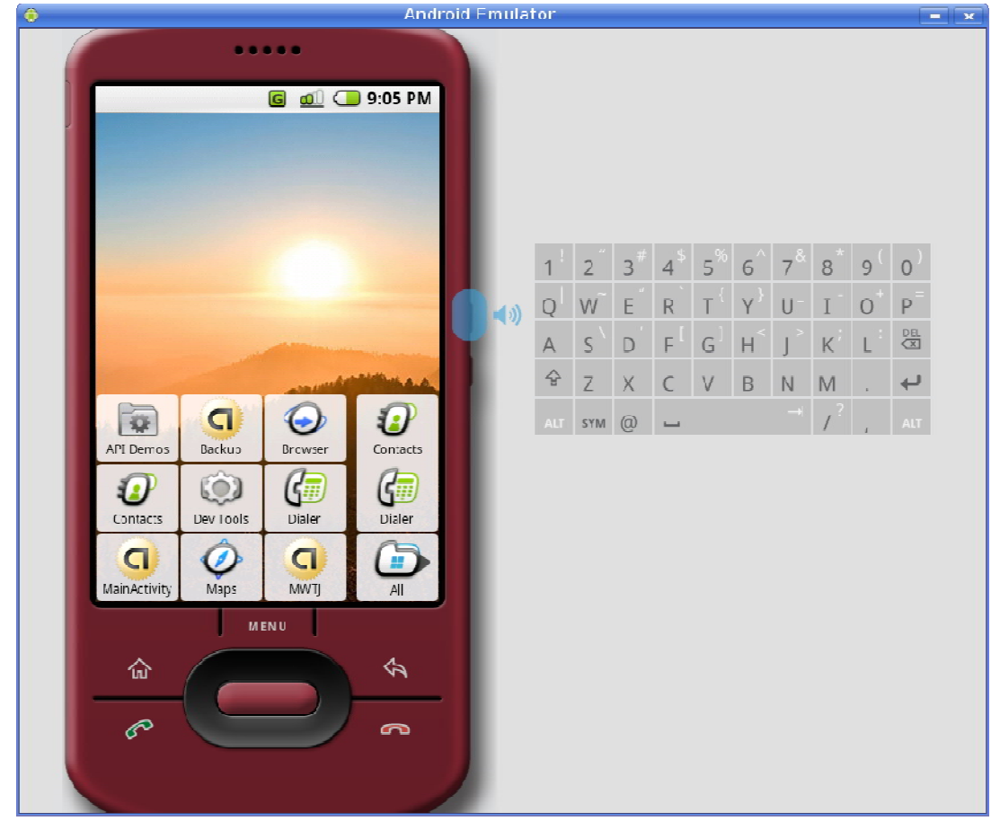 Android Emulator
G 9:05 PM
API Demos Backup Browser Contacts
Contacts Dev Tools Dialer Dialer
MainActivity Maps MWTJ All
MENU
1 ! 2 " 3 # 4 $ 5 % 6 ^ 7 & 8 * 9 ( 0 )
Q | W ~ E " R ` T { Y } U - I - O + P =
A S \ D ' F [ G ] H < J > K ; L : DEL
Z X C V B N M .
ALT SYM @ / ? , ALT